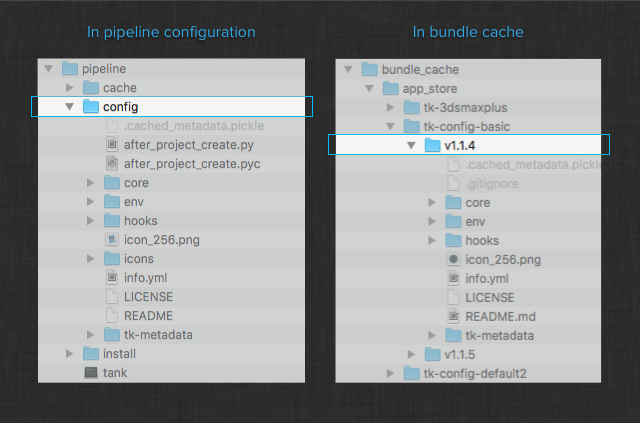 In pipeline configuration
pipeline
cache
config
.cached_metadata.pickle
after_project_create.py
after_project_create.pyc
core
env
hooks
icon_256.png
icons
info.yml
LICENSE
README
tk-metadata
install
tank
In bundle cache
bundle_cache
app_store
tk-3dsmaxplus
tk-config-basic
v1.1.4
.cached_metadata.pickle
.gitignore
core
env
hooks
icon_256.png
info.yml
LICENSE
README.md
tk-metadata
v1.1.5
tk-config-default2